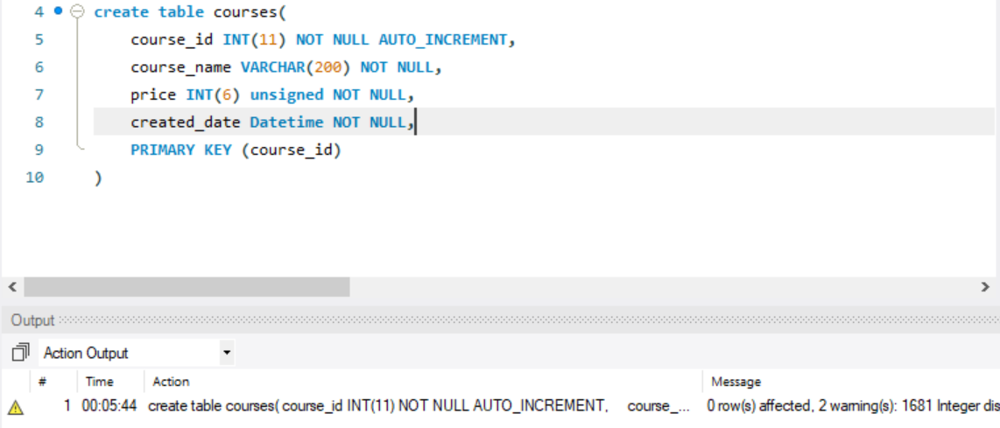 4 create table courses(
5 course_id INT(11) NOT NULL AUTO_INCREMENT,
6 course_name VARCHAR(200) NOT NULL,
7 price INT(6) unsigned NOT NULL,
8 created_date Datetime NOT NULL,
9 PRIMARY KEY (course_id)
10 )
Output
Action Output
# Time Action Message
1 00:05:44 create table courses( course_id INT(11) NOT NULL AUTO_INCREMENT, course_... 0 row(s) affected, 2 warning(s): 1681 Integer dis